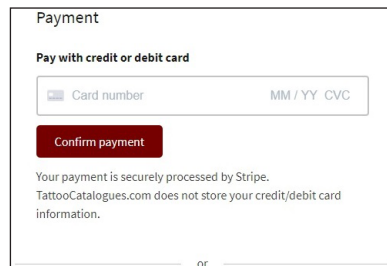 Payment
Pay with credit or debit card
Card number MM / YY CVC
Confirm payment
Your payment is securely processed by Stripe.
TattooCatalogues.com does not store your credit/debit card
information.
or